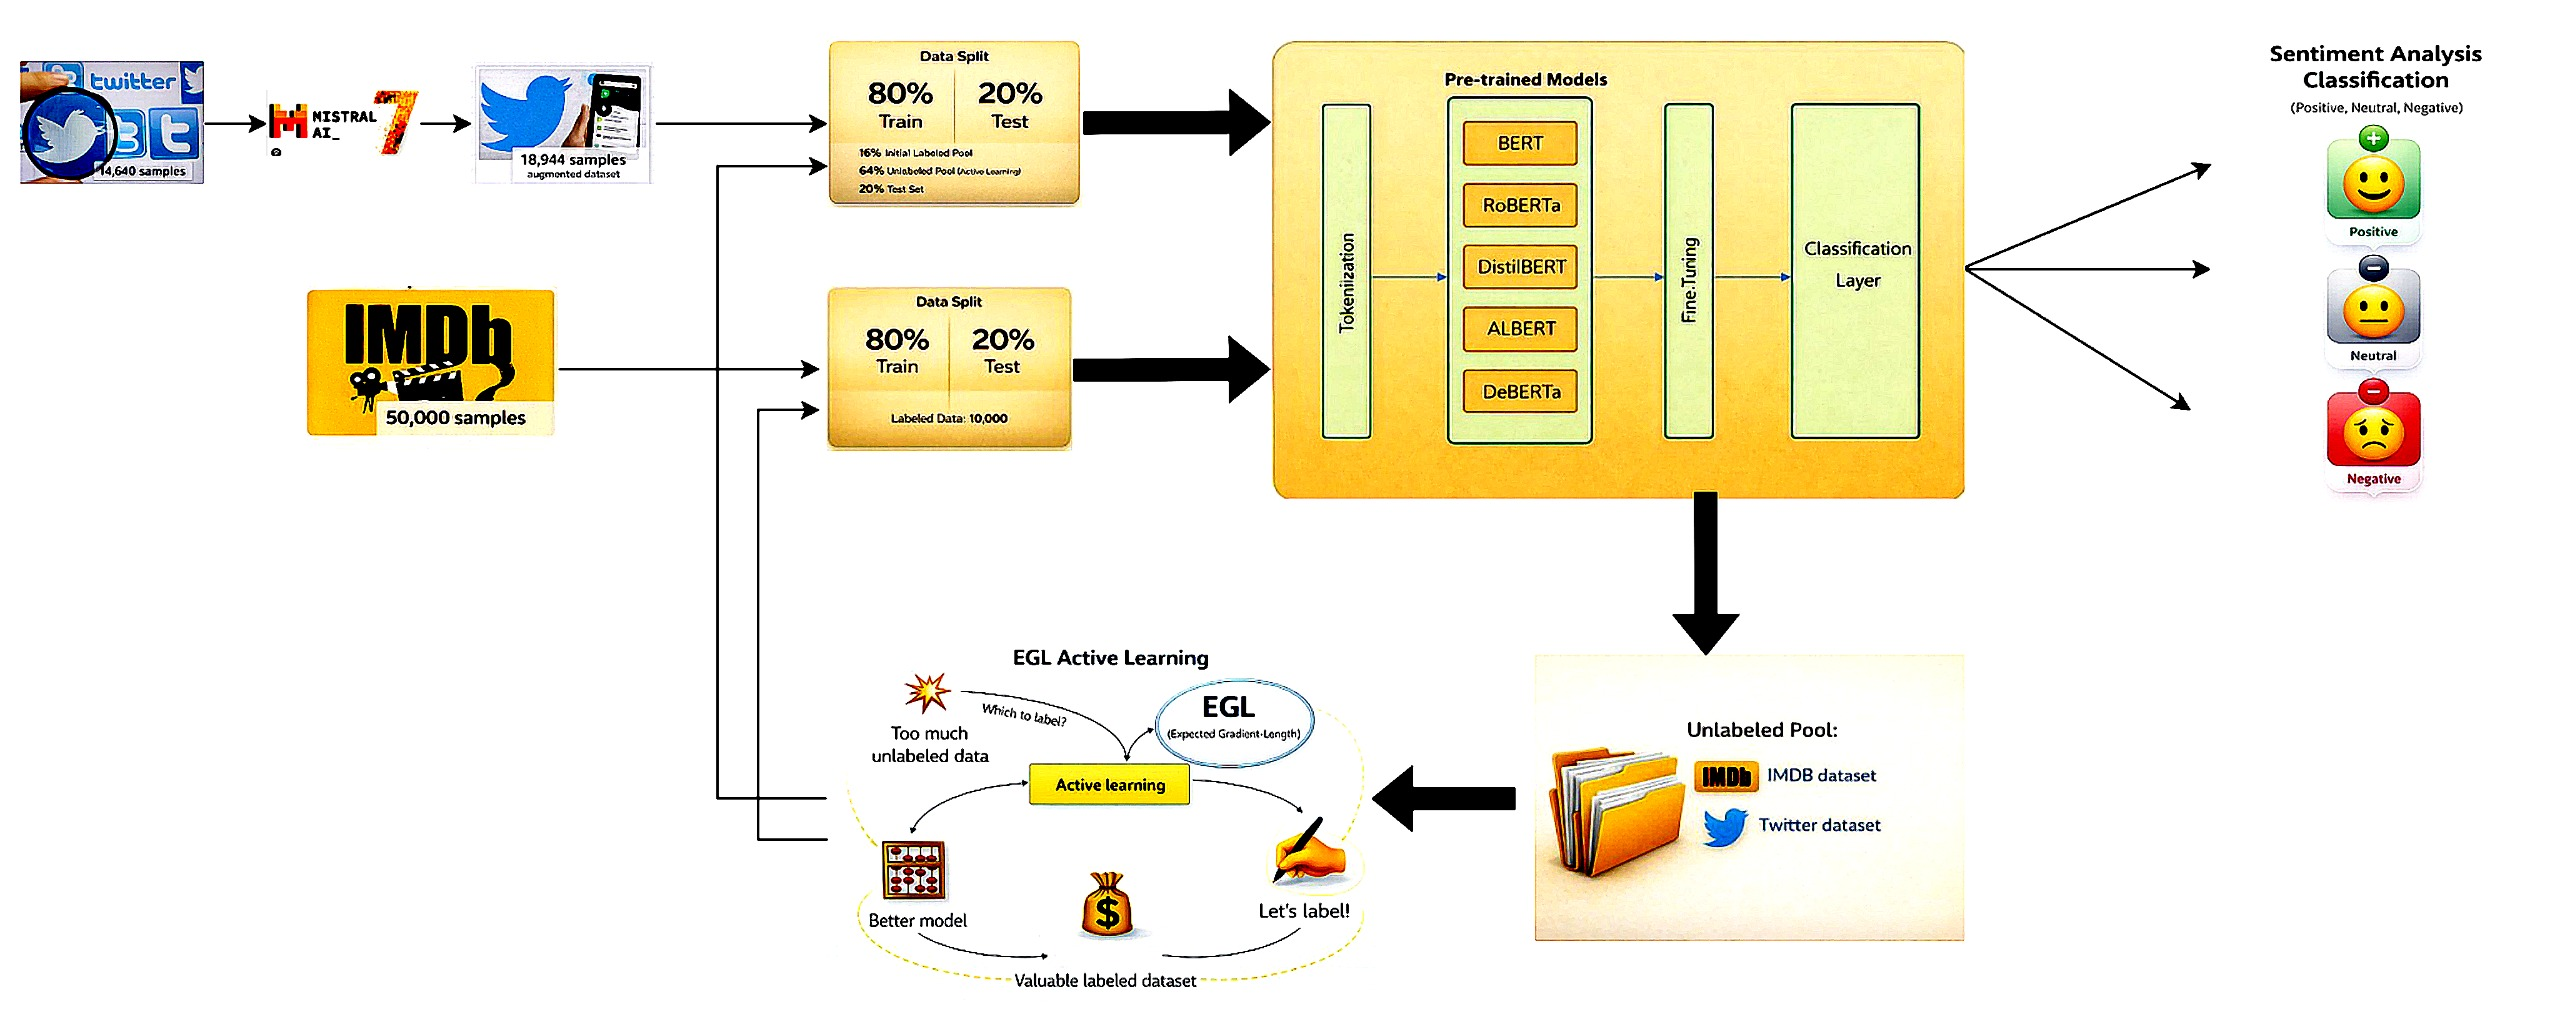 twitter
14,640 samples
MISTRAL
AI_
18,944 samples
augmented dataset
Data Split
80%
Train
20%
Test
16% Initial Labeled Pool
64% Unlabeled Pool (Active Learning)
20% Test Set
IMDb
50,000 samples
Data Split
80%
Train
20%
Test
Labeled Data: 10,000
Pre-trained Models
Tokenization
BERT
RoBERTa
DistilBERT
ALBERT
DeBERTa
Fine.Tuning
Classification
Layer
Sentiment Analysis
Classification
(Positive, Neutral, Negative)
Positive
Neutral
Negative
EGL Active Learning
Too much
unlabeled data
Which to label?
EGL
(Expected Gradient-Length)
Active learning
Better model
$
Let's label!
Valuable labeled dataset
Unlabeled Pool:
IMDb
IMDB dataset
Twitter dataset